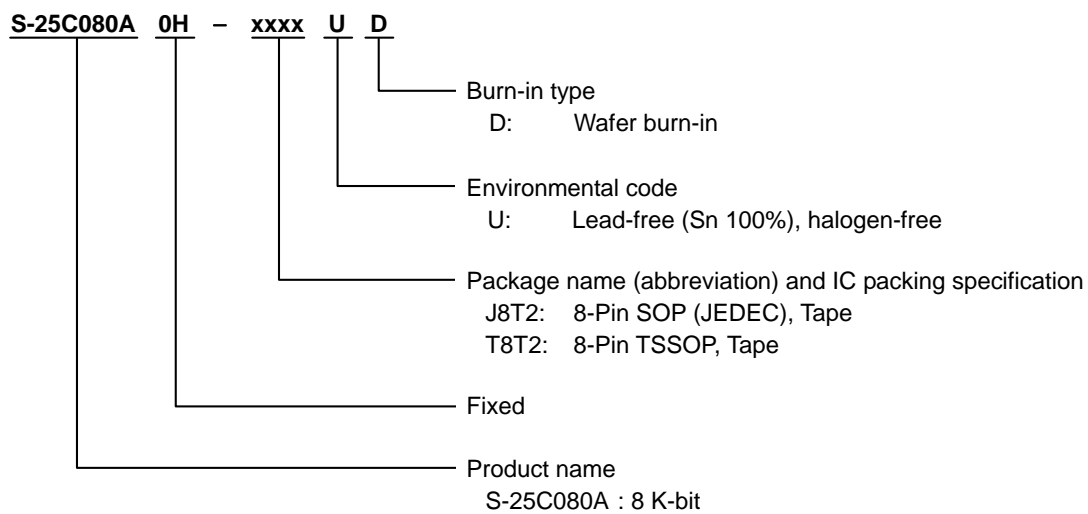 S-25C080A 0H – xxxx U D
Burn-in type
D: Wafer burn-in
Environmental code
U: Lead-free (Sn 100%), halogen-free
Package name (abbreviation) and IC packing specification
J8T2: 8-Pin SOP (JEDEC), Tape
T8T2: 8-Pin TSSOP, Tape
Fixed
Product name
S-25C080A : 8 K-bit